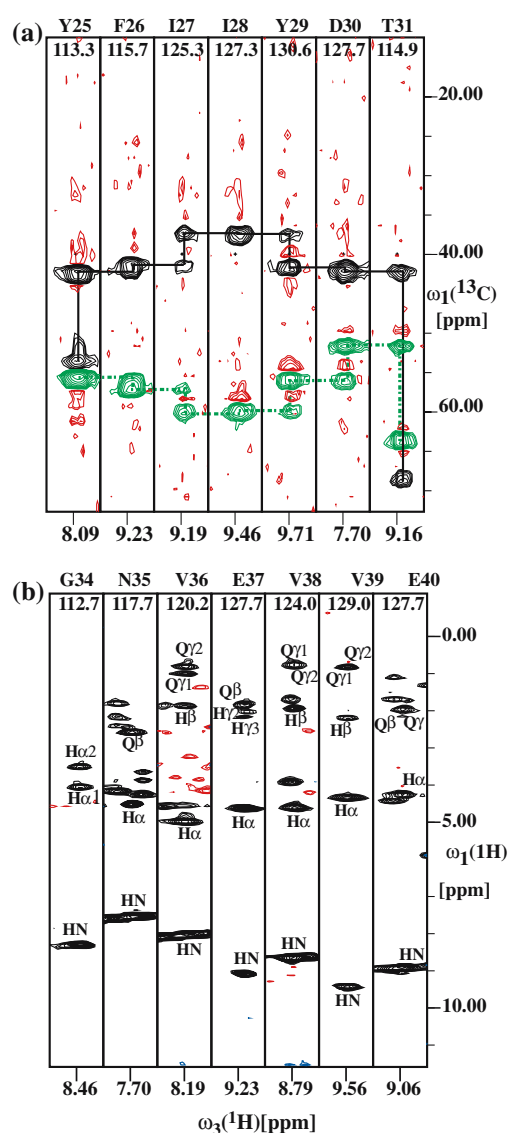 (a) Y25 F26 I27 I28 Y29 D30 T31
113.3 115.7 125.3 127.3 130.6 127.7 114.9
20.00
40.00
ω1(13C)
[ppm]
60.00
8.09 9.23 9.19 9.46 9.71 7.70 9.16
(b) G34 N35 V36 E37 V38 V39 E40
112.7 117.7 120.2 127.7 124.0 129.0 127.7
0.00
Qγ2 Qγ1 Qγ2
Qγ1 Qβ Qγ2 Qγ1
Hβ Hγ2 Hβ Qβ Qγ
Qβ Hγ3 Hβ
Hα2 Hα
Hα1 Hα Hα Hα Hα Hα
5.00
ω1(1H)
[ppm]
HN HN HN HN HN HN HN
10.00
8.46 7.70 8.19 9.23 8.79 9.56 9.06
ω3(1H)[ppm]